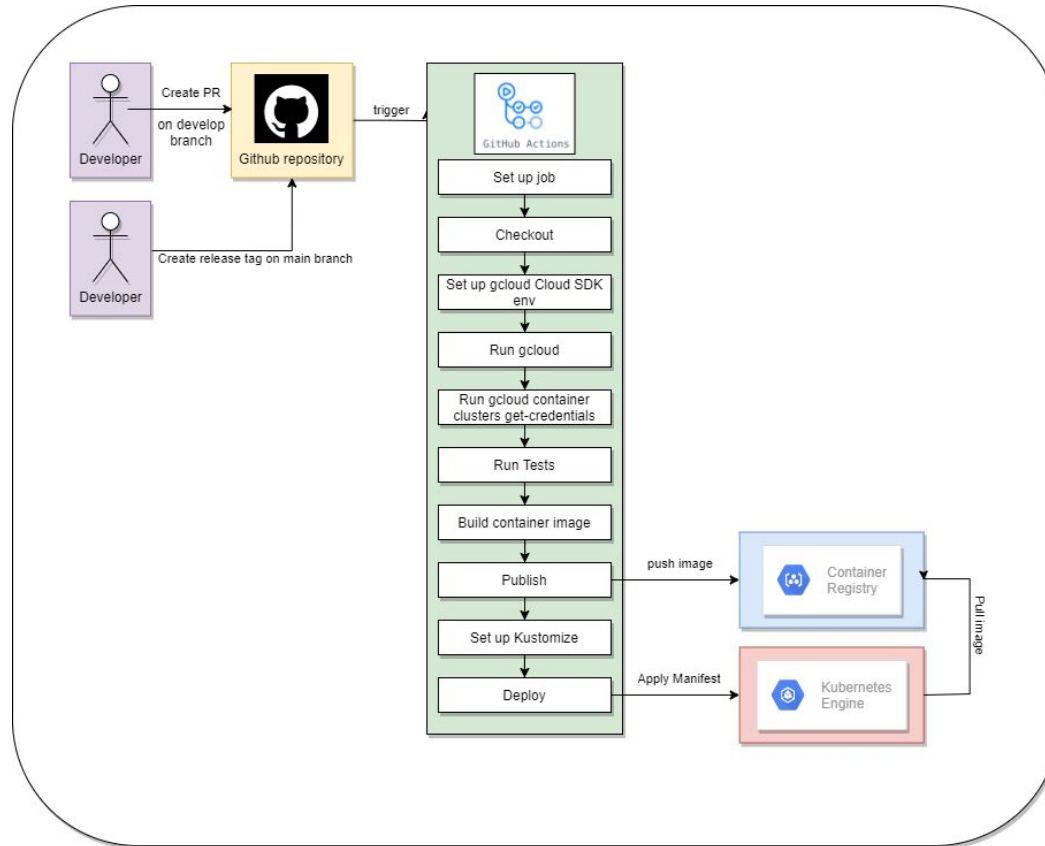 Create PR
on develop
branch
Developer
Github repository
trigger
GitHub Actions
Developer
Create release tag on main branch
Set up job
Checkout
Set up gcloud Cloud SDK
env
Run gcloud
Run gcloud container
clusters get-credentials
Run Tests
Build container image
Publish
push image
Container
Registry
Pull image
Set up Kustomize
Deploy
Apply Manifest
Kubernetes
Engine